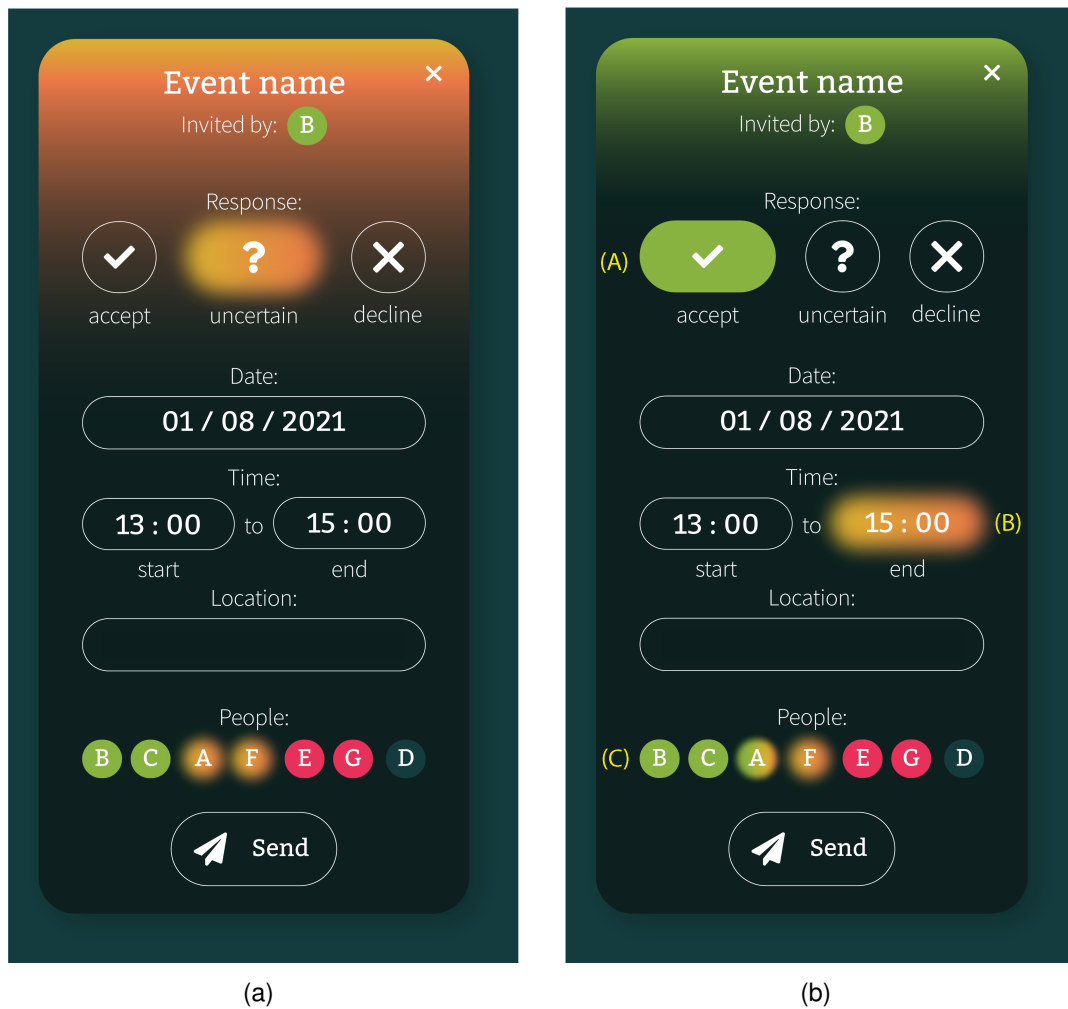 Event name ×
Invited by: B
Response:
accept uncertain decline
Date:
01 / 08 / 2021
Time:
13 : 00 to 15 : 00
start end
Location:
People:
B C A F E G D
Send
(a)
Event name ×
Invited by: B
Response:
(A) ?
accept uncertain decline
Date:
01 / 08 / 2021
Time:
13 : 00 to 15 : 00 (B)
start end
Location:
People:
(C) B C A F E G D
Send
(b)